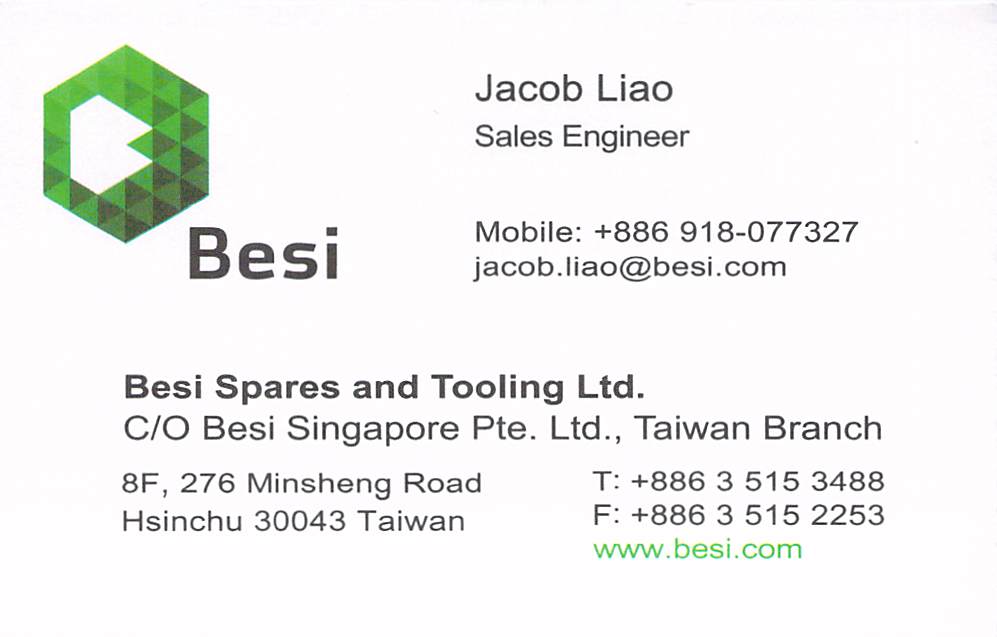 Besi
Jacob Liao
Sales Engineer
Mobile: +886 918-077327
jacob.liao@besi.com
Besi Spares and Tooling Ltd.
C/O Besi Singapore Pte. Ltd., Taiwan Branch
8F, 276 Minsheng Road
Hsinchu 30043 Taiwan
T: +886 3 515 3488
F: +886 3 515 2253
www.besi.com